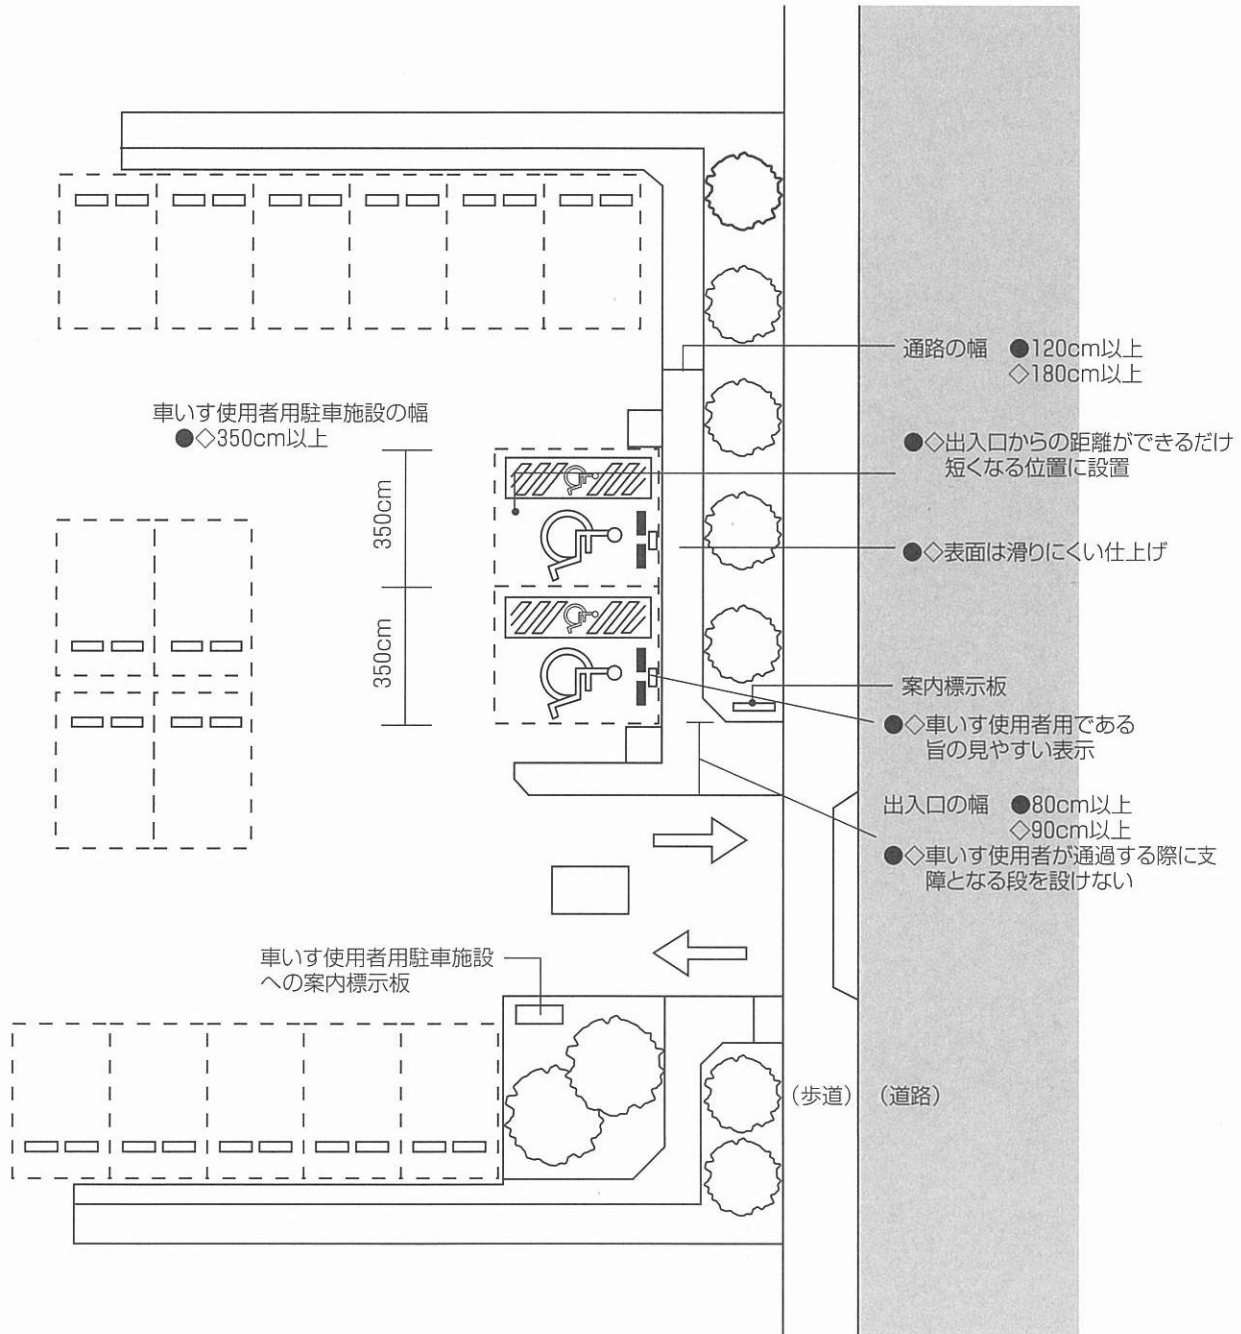 通路の幅 ●120cm以上
◇180cm以上
車いす使用者用駐車施設の幅
●◇350cm以上
●◇出入口からの距離ができるだけ
短くなる位置に設置
350cm
●◇表面は滑りにくい仕上げ
350cm
案内標示板
●◇車いす使用者用である
旨の見やすい表示
出入口の幅 ●80cm以上
◇90cm以上
●◇車いす使用者が通過する際に支
障となる段を設けない
車いす使用者用駐車施設
への案内標示板
(歩道) (道路)